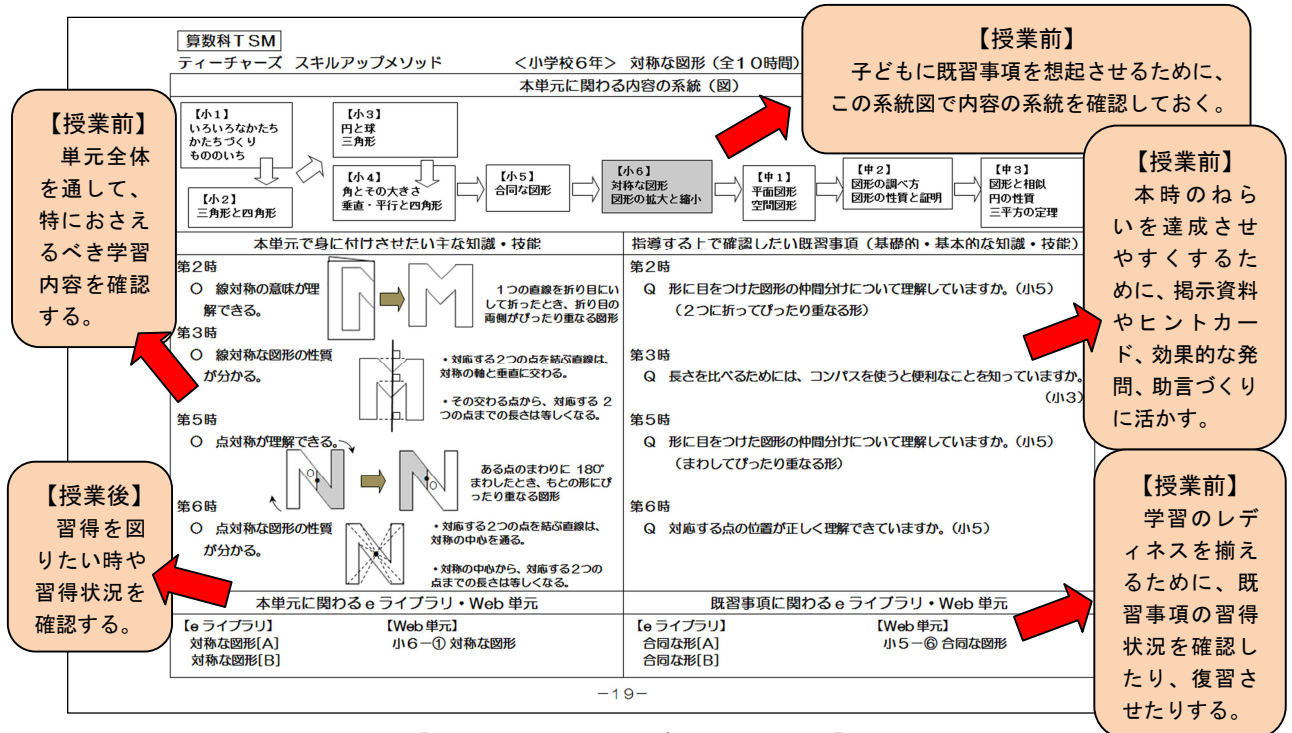 算数科TSM
ティーチャーズ スキルアップメソッド　＜小学校6年＞ 対称な図形（全10時間）
本単元に関わる内容の系統（図）
【小1】
いろいろなかたち
かたちづくり
もののいち
【小2】
三角形と四角形
【小3】
円と球
三角形
【小4】
角とその大きさ
垂直・平行と四角形
【小5】
合同な図形
【小6】
対称な図形
図形の拡大と縮小
【中1】
平面図形
空間図形
【中2】
図形の調べ方
図形の性質と証明
【中3】
図形と相似
円の性質
三平方の定理
本単元で身に付けさせたい主な知識・技能
第2時
○ 線対称の意味が理
解できる。
1つの直線を折り目にい
して折ったとき、折り目の
両側がぴったり重なる図形
第3時
○ 線対称な図形の性質
が分かる。
・対応する2つの点を結ぶ直線は、
対称の軸と垂直に交わる。
・その交わる点から、対応する 2
つの点までの長さは等しくなる。
第5時
○ 点対称が理解できる。
ある点のまわりに 180°
まわしたとき、もとの形にぴ
ったり重なる図形
第6時
○ 点対称な図形の性質
が分かる。
・対応する2つの点を結ぶ直線は、
対称の中心を通る。
・対称の中心から、対応する2つの
点までの長さは等しくなる。
O
O
指導する上で確認したい既習事項（基礎的・基本的な知識・技能）
第2時
Q 形に目をつけた図形の仲間分けについて理解していますか。（小5）
（2つに折ってぴったり重なる形）
第3時
Q 長さを比べるためには、コンパスを使うと便利なことを知っていますか。
（小3）
第5時
Q 形に目をつけた図形の仲間分けについて理解していますか。（小5）
（まわしてぴったり重なる形）
第6時
Q 対応する点の位置が正しく理解できていますか。（小5）
本単元に関わるeライブラリ・Web単元
【eライブラリ】
対称な図形[A]
対称な図形[B]
【Web単元】
小6－① 対称な図形
既習事項に関わるeライブラリ・Web単元
【eライブラリ】
合同な形[A]
合同な形[B]
【Web単元】
小5－⑥ 合同な図形
－19－
【授業前】
単元全体
を通して、
特におさえ
るべき学習
内容を確認
する。
【授業後】
習得を図
りたい時や
習得状況を
確認する。
【授業前】
子どもに既習事項を想起させるために、
この系統図で内容の系統を確認しておく。
【授業前】
本時のねら
いを達成させ
やすくするた
めに、掲示資料
やヒントカー
ド、効果的な発
問、助言づくり
に活かす。
【授業前】
学習のレデ
ィネスを揃え
るために、既
習事項の習得
状況を確認し
たり、復習さ
せたりする。